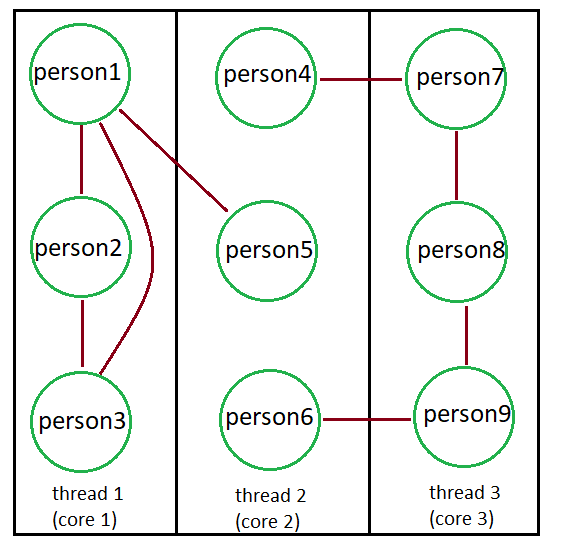 person1
person4
person7
person2
person5
person8
person3
person6
person9
thread 1
(core 1)
thread 2
(core 2)
thread 3
(core 3)